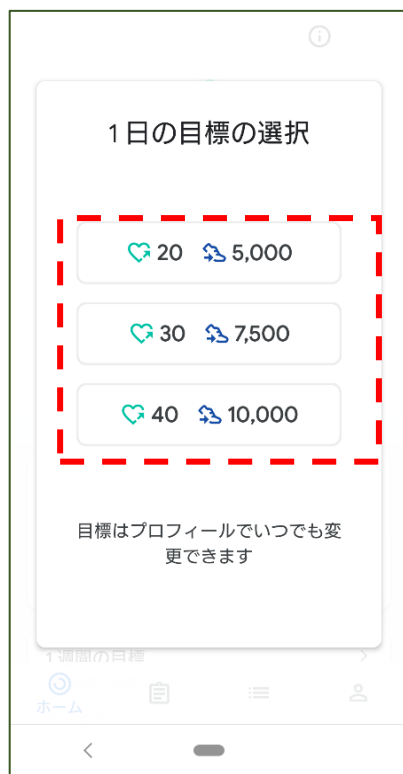 1日の目標の選択
20 5,000
30 7,500
40 10,000
目標はプロフィールでいつでも変
更できます
1週間の目標
ホーム